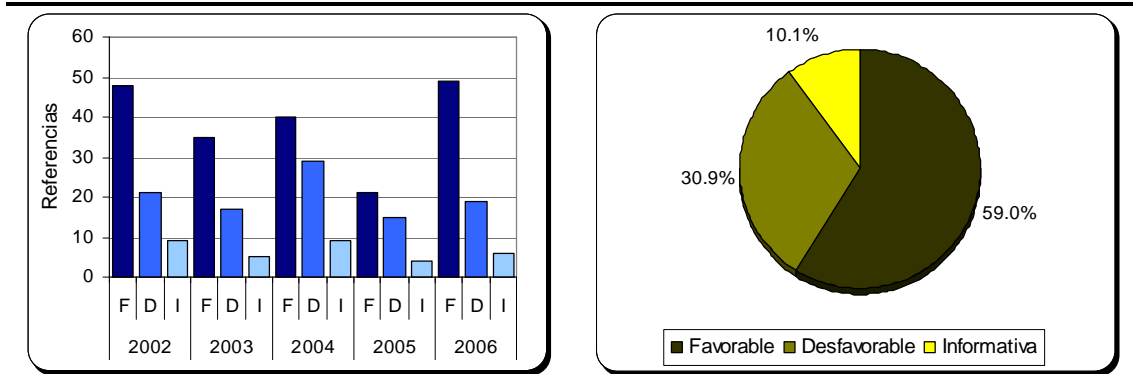 60
50
40
30
20
10
0
Referencias
F D I F D I F D I F D I F D I
2002 2003 2004 2005 2006
10.1%
30.9%
59.0%
Favorable Desfavorable Informativa